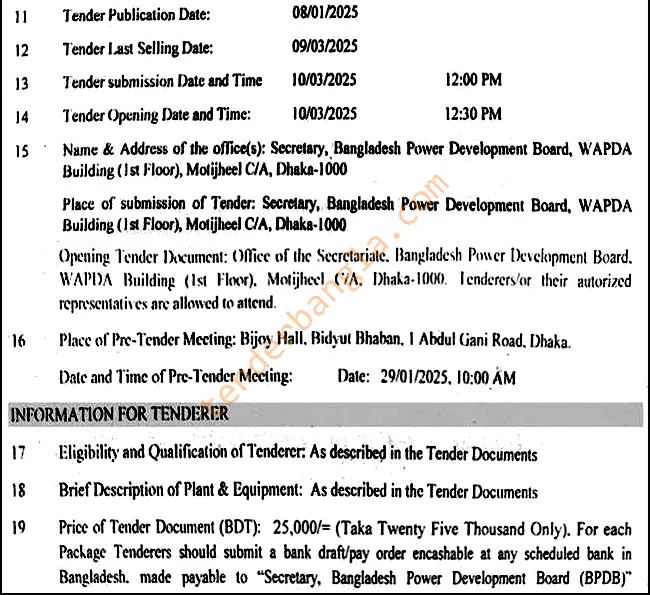 11 Tender Publication Date: 08/01/2025
12 Tender Last Selling Date: 09/03/2025
13 Tender submission Date and Time 10/03/2025 12:00 PM
14 Tender Opening Date and Time: 10/03/2025 12:30 PM
15 Name & Address of the office(s): Secretary, Bangladesh Power Development Board, WAPDA
Building (1st Floor), Motijheel C/A, Dhaka-1000
Place of submission of Tender: Secretary, Bangladesh Power Development Board, WAPDA
Building (1st Floor), Motijheel C/A, Dhaka-1000
Opening Tender Document: Office of the Secretariate, Bangladesh Power Development Board,
WAPDA Building (1st Floor), Motijheel C/A, Dhaka-1000. Tenderers/or their autorized
representatives are allowed to attend.
16 Place of Pre-Tender Meeting: Bijoy Hall, Bidyut Bhaban, 1 Abdul Gani Road, Dhaka.
Date and Time of Pre-Tender Meeting: Date: 29/01/2025, 10:00 AM
INFORMATION FOR TENDERER
17 Eligibility and Qualification of Tenderer: As described in the Tender Documents
18 Brief Description of Plant & Equipment: As described in the Tender Documents
19 Price of Tender Document (BDT): 25,000/= (Taka Twenty Five Thousand Only). For each
Package Tenderers should submit a bank draft/pay order encashable at any scheduled bank in
Bangladesh. made payable to "Secretary, Bangladesh Power Development Board (BPDB)"
tenderbangla.com